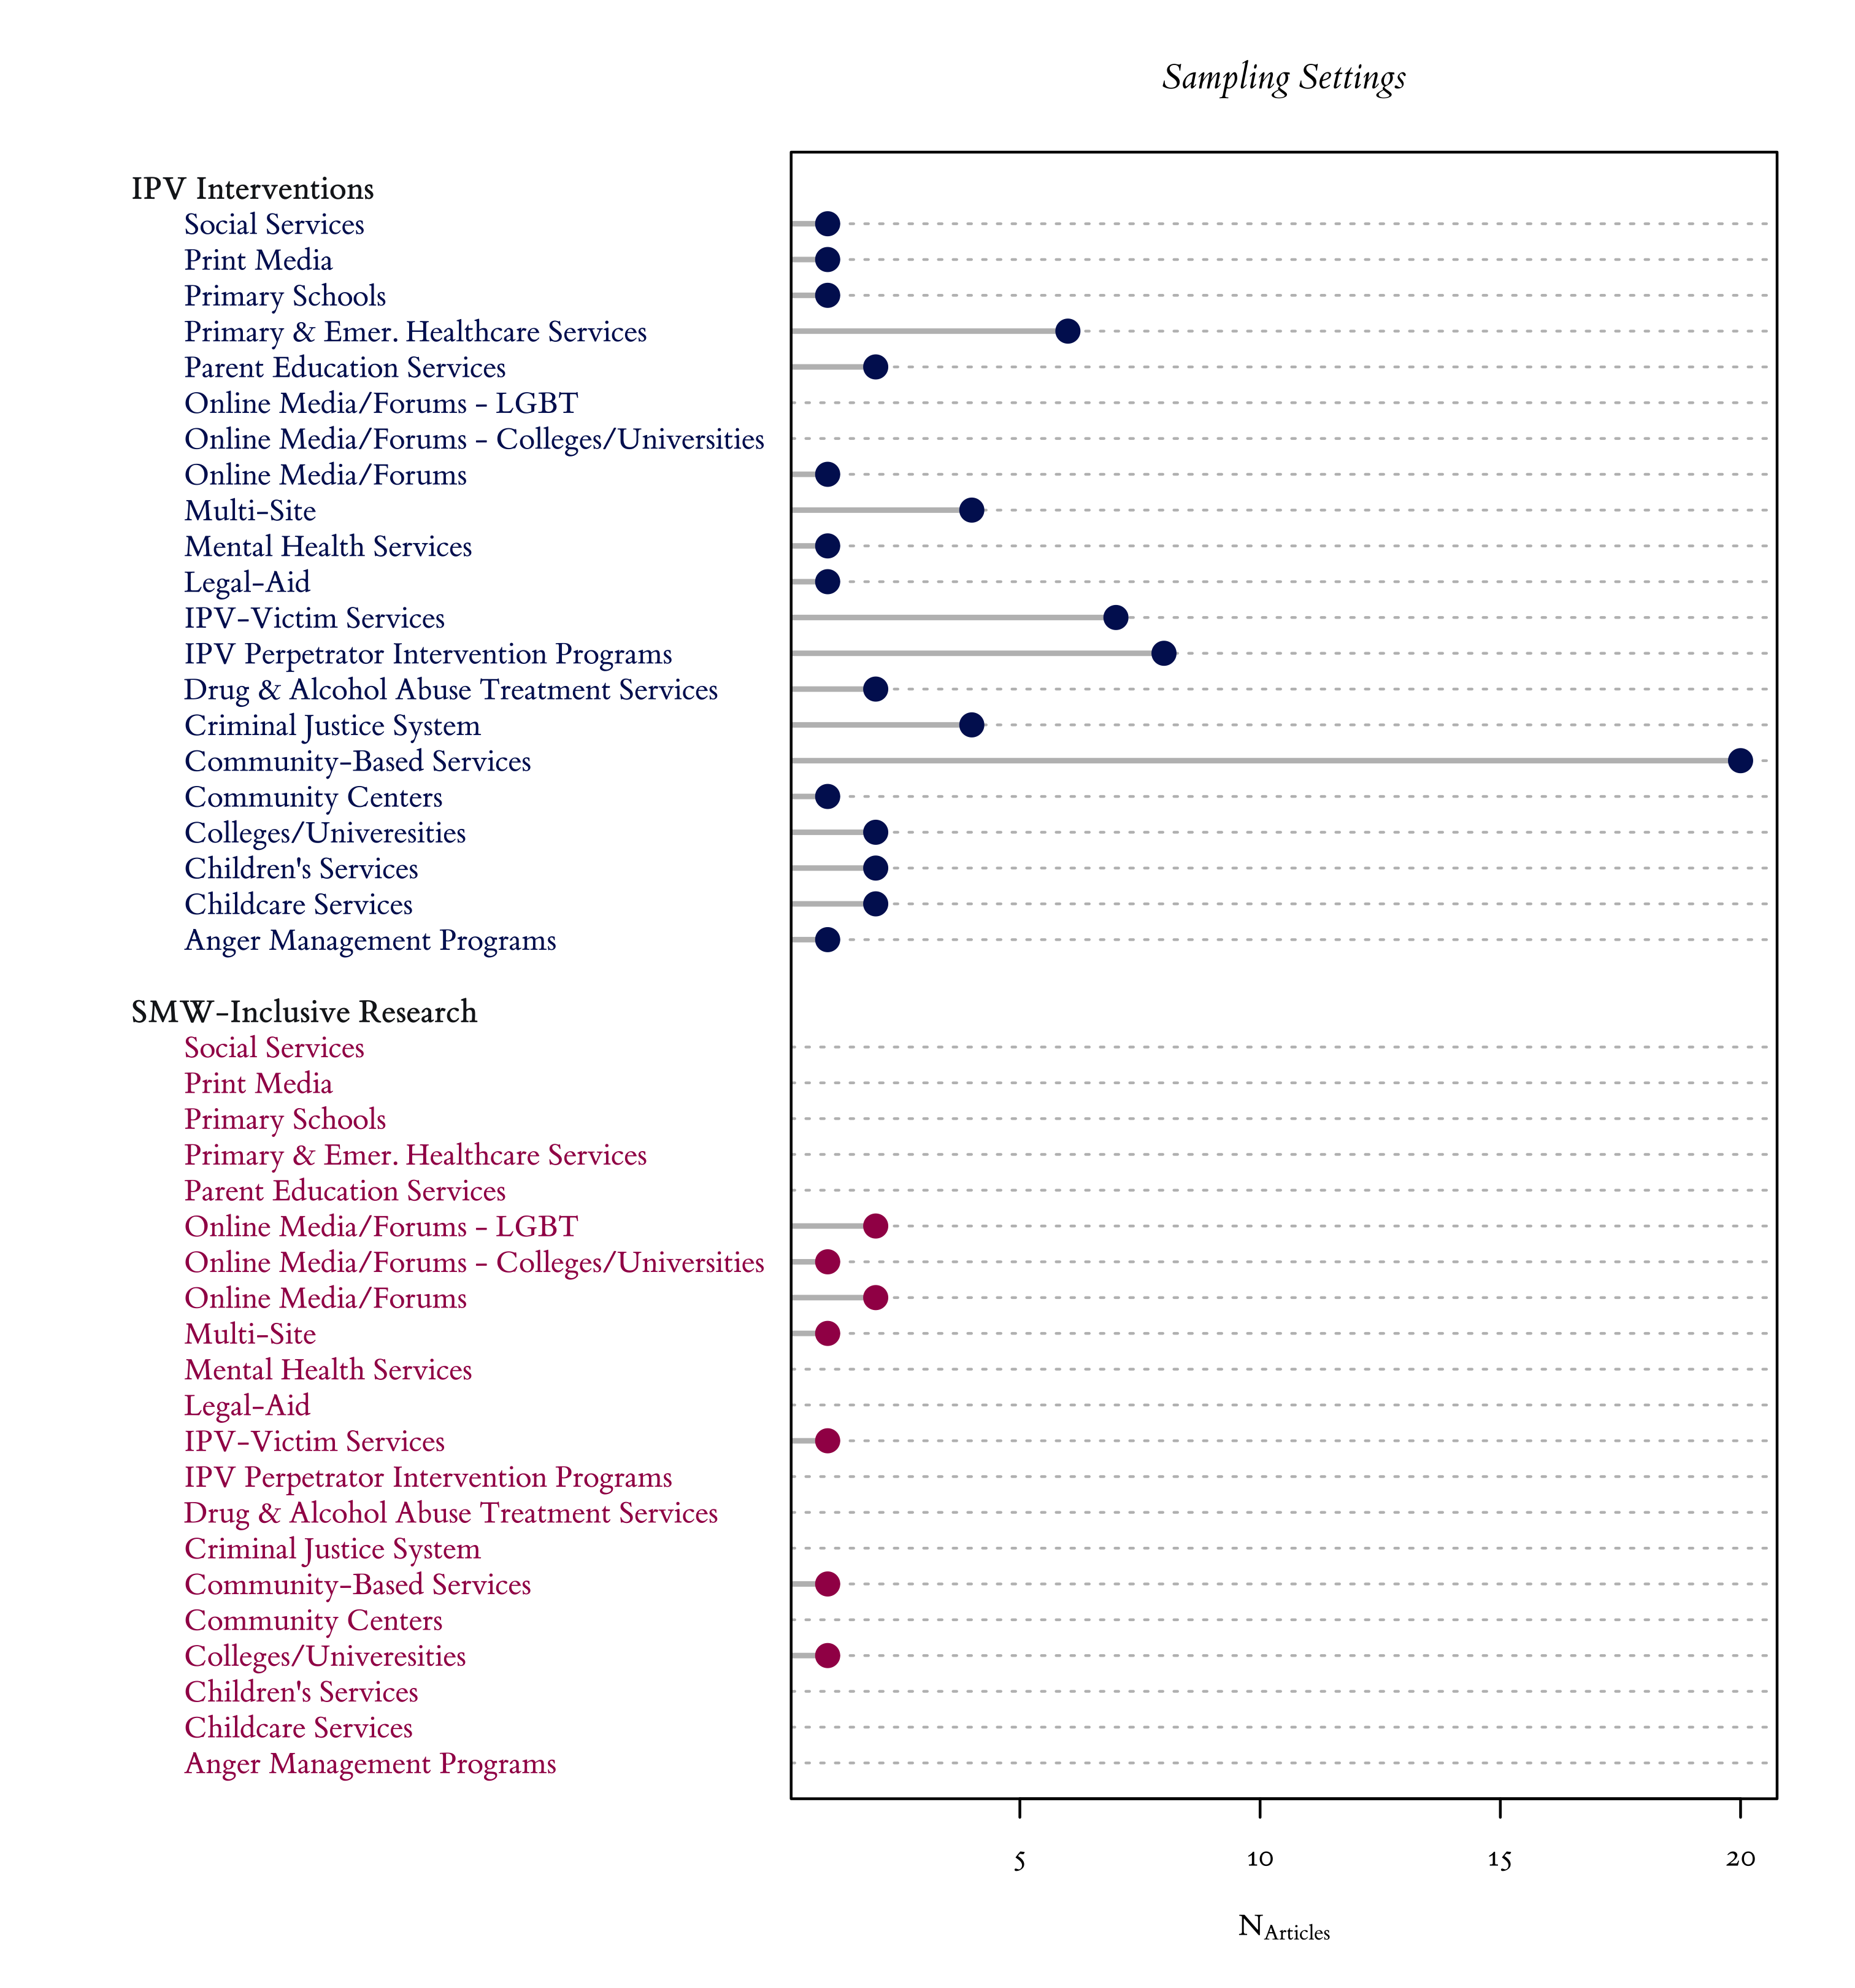 Sampling Settings
IPV Interventions
Social Services
Print Media
Primary Schools
Primary & Emer. Healthcare Services
Parent Education Services
Online Media/Forums - LGBT
Online Media/Forums - Colleges/Universities
Online Media/Forums
Multi-Site
Mental Health Services
Legal-Aid
IPV-Victim Services
IPV Perpetrator Intervention Programs
Drug & Alcohol Abuse Treatment Services
Criminal Justice System
Community-Based Services
Community Centers
Colleges/Univeresities
Children's Services
Childcare Services
Anger Management Programs
SMW-Inclusive Research
Social Services
Print Media
Primary Schools
Primary & Emer. Healthcare Services
Parent Education Services
Online Media/Forums - LGBT
Online Media/Forums - Colleges/Universities
Online Media/Forums
Multi-Site
Mental Health Services
Legal-Aid
IPV-Victim Services
IPV Perpetrator Intervention Programs
Drug & Alcohol Abuse Treatment Services
Criminal Justice System
Community-Based Services
Community Centers
Colleges/Univeresities
Children's Services
Childcare Services
Anger Management Programs
5 10 15 20
N Articles